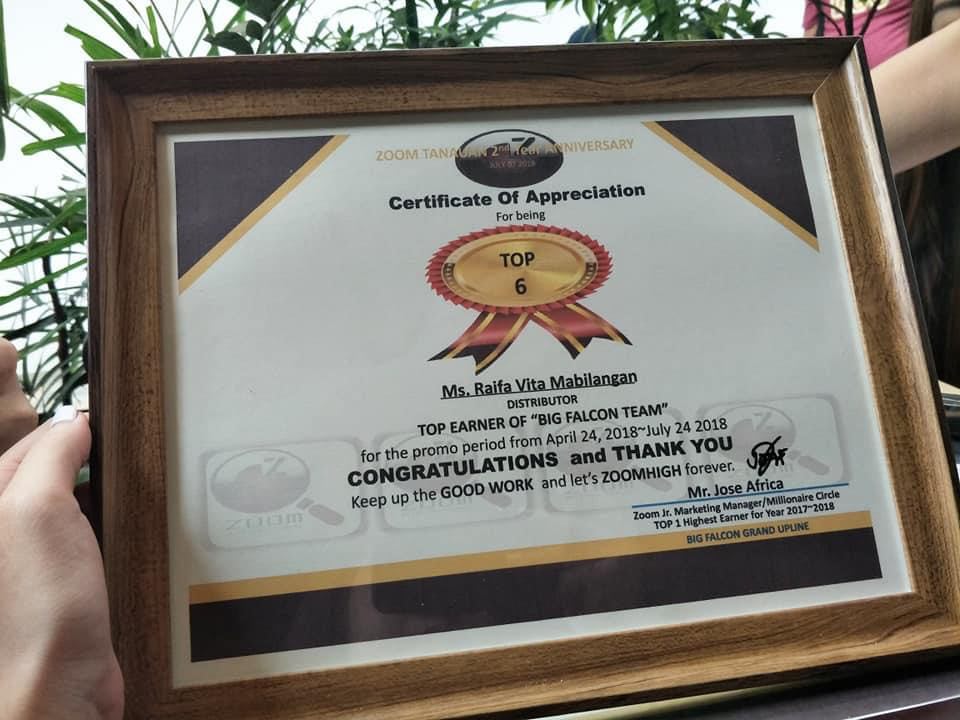 ZOOM TANAUAN 2nd Year ANNIVERSARY
JULY 07 2018
Certificate Of Appreciation
For being
TOP
6
Ms. Raifa Vita Mabilangan
DISTRIBUTOR
TOP EARNER OF “BIG FALCON TEAM”
for the promo period from April 24, 2018~July 24 2018
CONGRATULATIONS and THANK YOU
Keep up the GOOD WORK and let's ZOOMHIGH forever.
Mr. Jose Africa
Zoom Jr. Marketing Manager/Millionaire Circle
TOP 1 Highest Earner for Year 2017~2018
BIG FALCON GRAND UPLINE